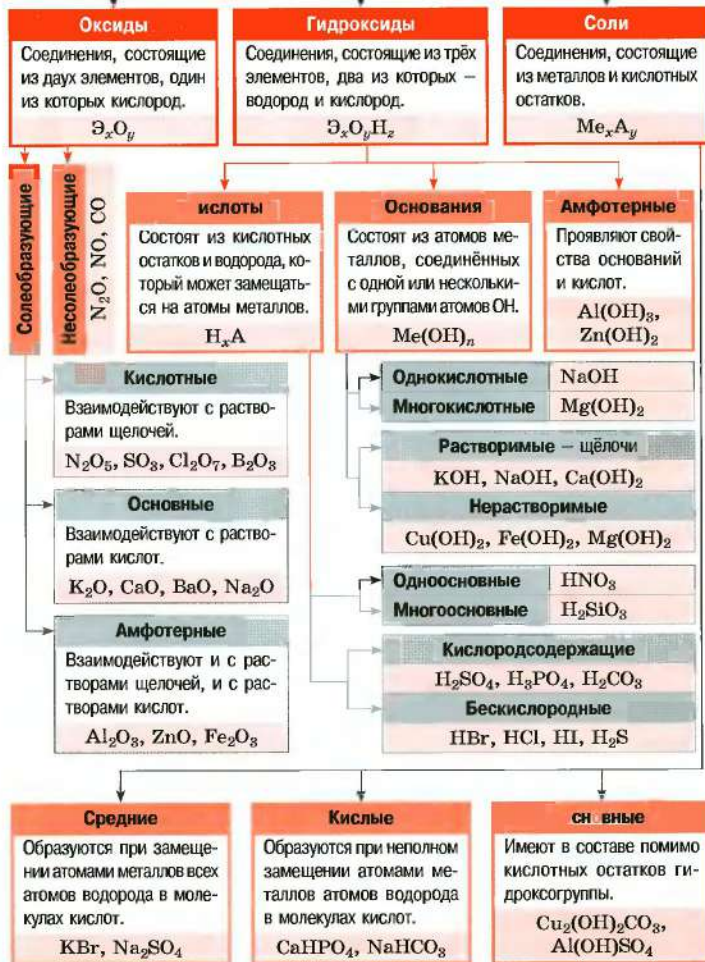 Оксиды
Соединения, состоящие
из двух элементов, один
из которых кислород.
ЭₓOᵧ
Гидроксиды
Соединения, состоящие из трёх
элементов, два из которых –
водород и кислород.
ЭₓOᵧH_z
Соли
Соединения, состоящие
из металлов и кислотных
остатков.
MeₓAᵧ
Солеобразующие
Несолеобразующие
N₂O, NO, CO
ислоты
Состоят из кислотных
остатков и водорода, ко-
торый может замещать-
ся на атомы металлов.
HₓA
Основания
Состоят из атомов ме-
таллов, соединённых
с одной или нескольки-
ми группами атомов ОН.
Me(OH)ₙ
Амфотерные
Проявляют свой-
ства оснований
и кислот.
Al(OH)₃,
Zn(OH)₂
Кислотные
Взаимодействуют с раство-
рами щелочей.
N₂O₅, SO₃, Cl₂O₇, B₂O₃
Основные
Взаимодействуют с раство-
рами кислот.
K₂O, CaO, BaO, Na₂O
Амфотерные
Взаимодействуют и с рас-
творами щелочей, и с рас-
творами кислот.
Al₂O₃, ZnO, Fe₂O₃
Однокислотные NaOH
Многокислотные Mg(OH)₂
Растворимые – щёлочи
KOH, NaOH, Ca(OH)₂
Нерастворимые
Cu(OH)₂, Fe(OH)₂, Mg(OH)₂
Одноосновные HNO₃
Многоосновные H₂SiO₃
Кислородсодержащие
H₂SO₄, H₃PO₄, H₂CO₃
Бескислородные
HBr, HCl, HI, H₂S
Средние
Образуются при замеще-
нии атомами металлов всех
атомов водорода в моле-
кулах кислот.
KBr, Na₂SO₄
Кислые
Образуются при неполном
замещении атомами ме-
таллов атомов водорода
в молекулах кислот.
CaHPO₄, NaHCO₃
сн вные
Имеют в составе помимо
кислотных остатков ги-
дроксогруппы.
Cu₂(OH)₂CO₃,
Al(OH)SO₄